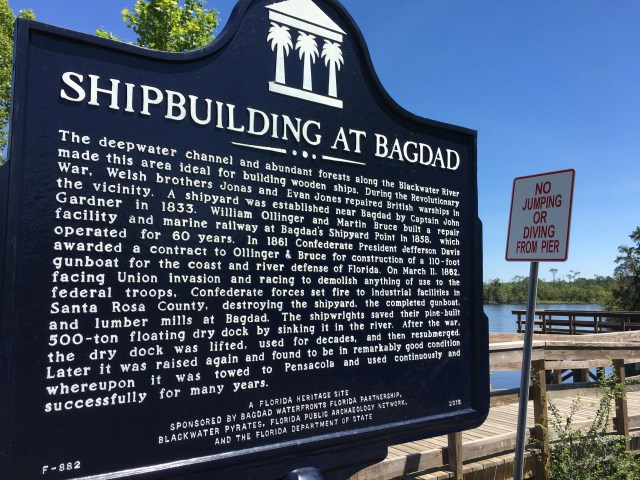 SHIPBUILDING AT BAGDAD
The deepwater channel and abundant forests along the Blackwater River
made this area ideal for building wooden ships. During the Revolutionary
War, Welsh brothers Jonas and Evan Jones repaired British warships in
the vicinity. A shipyard was established near Bagdad by Captain John
Gardner in 1833. William Ollinger and Martin Bruce built a repair
facility and marine railway at Bagdad's Shipyard Point in 1858, which
operated for 60 years. In 1861 Confederate President Jefferson Davis
awarded a contract to Ollinger & Bruce for construction of a 110-foot
gunboat for the coast and river defense of Florida. On March 11, 1862,
facing Union invasion and racing to demolish anything of use to the
federal troops, Confederate forces set fire to industrial facilities in
Santa Rosa County, destroying the shipyard, the completed gunboat,
and lumber mills at Bagdad. The shipwrights saved their pine-built
500-ton floating dry dock by sinking it in the river. After the war,
the dry dock was lifted, used for decades, and then resubmerged.
Later it was raised again and found to be in remarkably good condition
whereupon it was towed to Pensacola and used continuously and
successfully for many years.
A FLORIDA HERITAGE SITE
SPONSORED BY BAGDAD WATERFRONTS FLORIDA PARTNERSHIP,
BLACKWATER PYRATES, FLORIDA PUBLIC ARCHAEOLOGY NETWORK,
AND THE FLORIDA DEPARTMENT OF STATE
F-882
2015
NO
JUMPING
OR
DIVING
FROM PIER